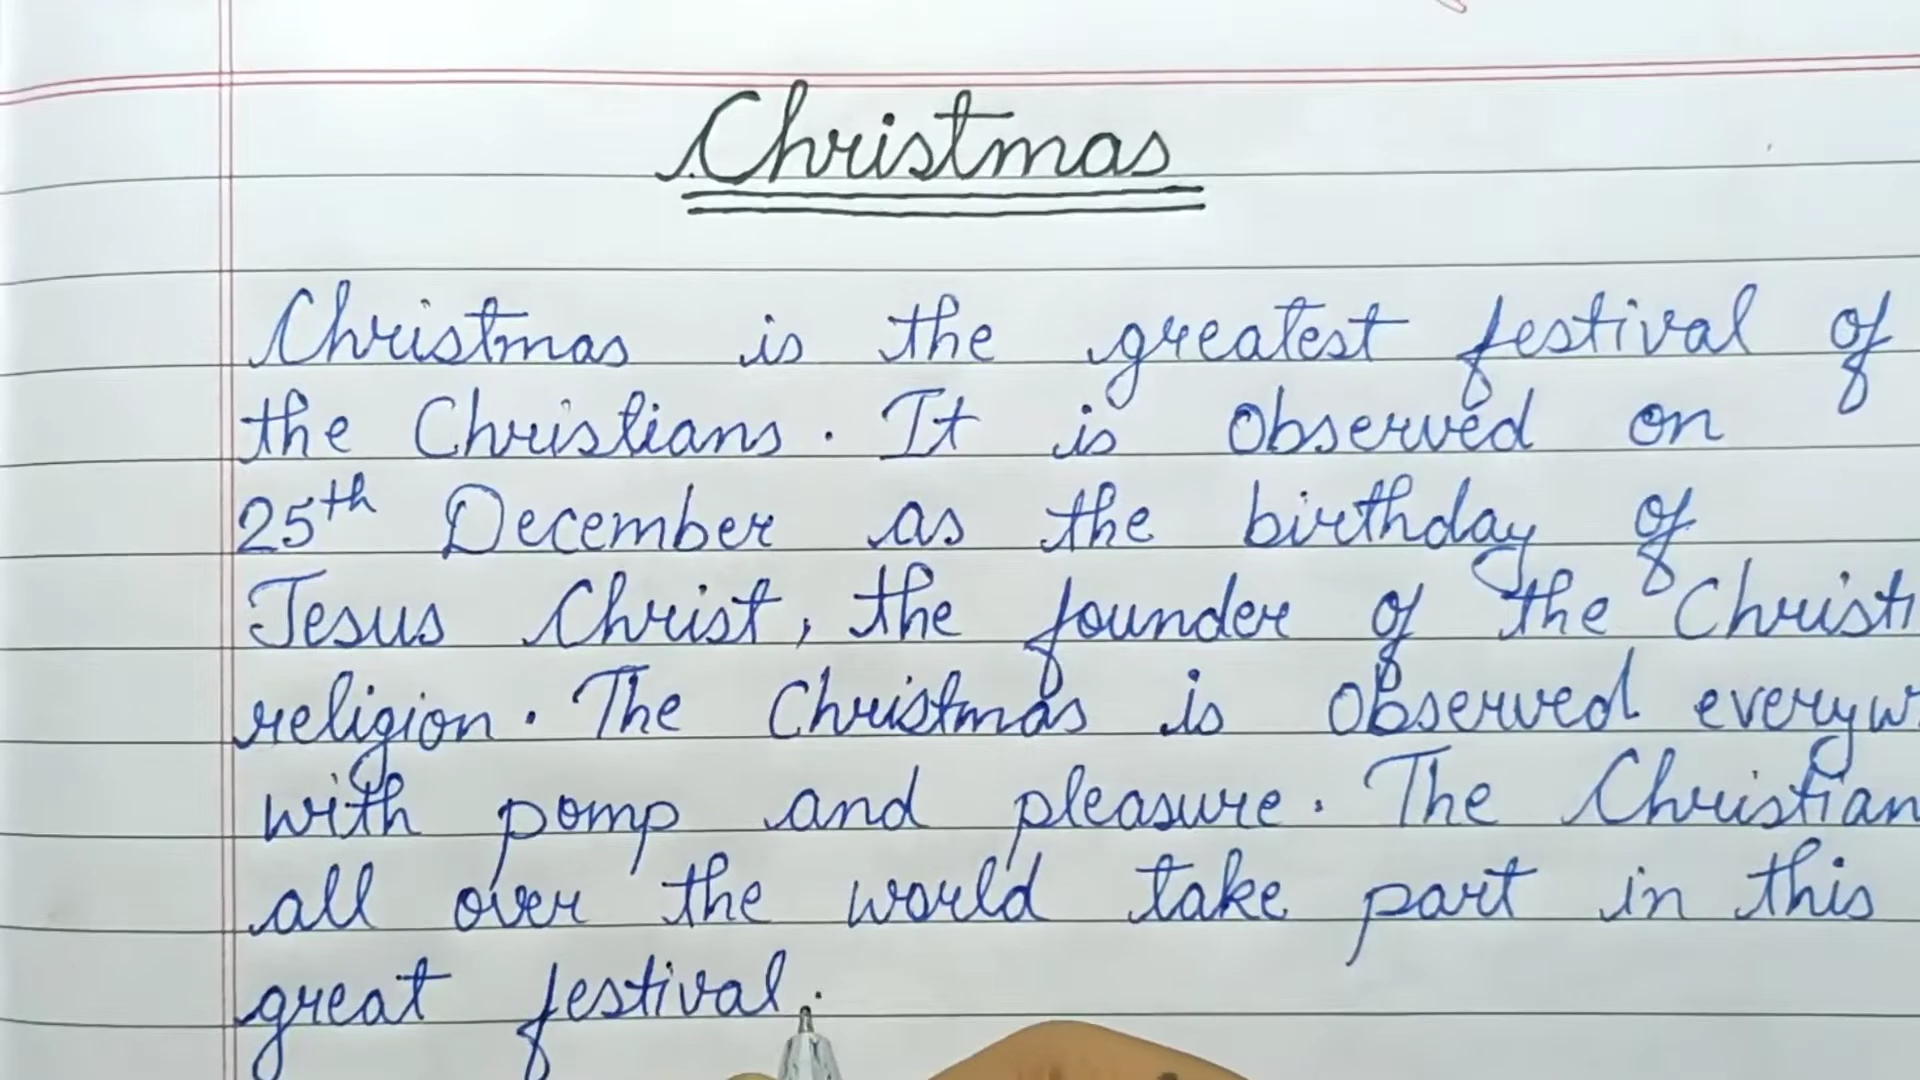 Christmas
Christmas is the greatest festival of
the Christians. It is observed on
25th December as the birthday of
Jesus Christ, the founder of the Christi
religion. The Christmas is observed everyw
with pomp and pleasure. The Christian
all over the world take part in this
great festival.